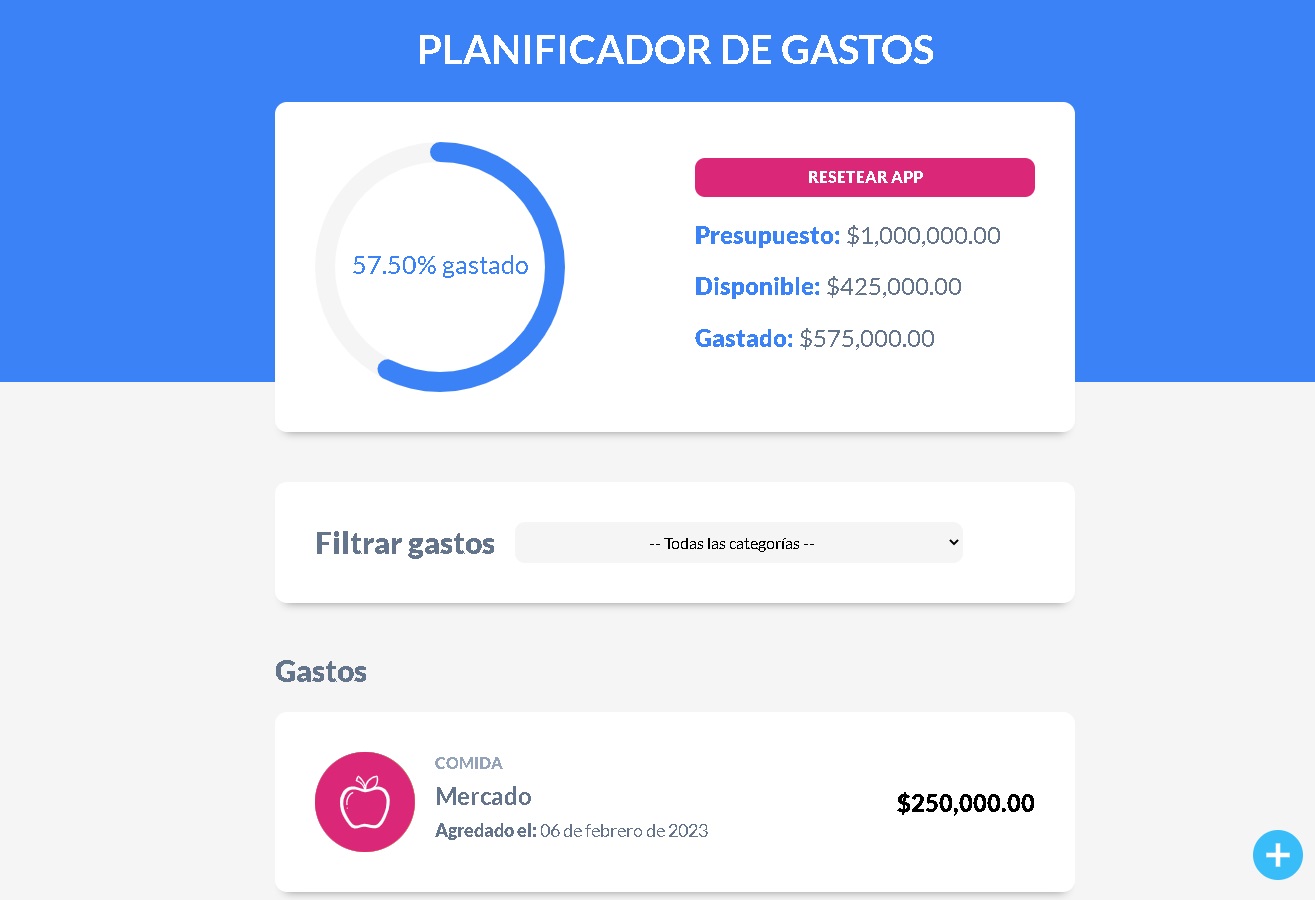 PLANIFICADOR DE GASTOS
57.50% gastado
RESETEAR APP
Presupuesto: $1,000,000.00
Disponible: $425,000.00
Gastado: $575,000.00
Filtrar gastos
-- Todas las categorías --
Gastos
COMIDA
Mercado
$250,000.00
Agredado el: 06 de febrero de 2023